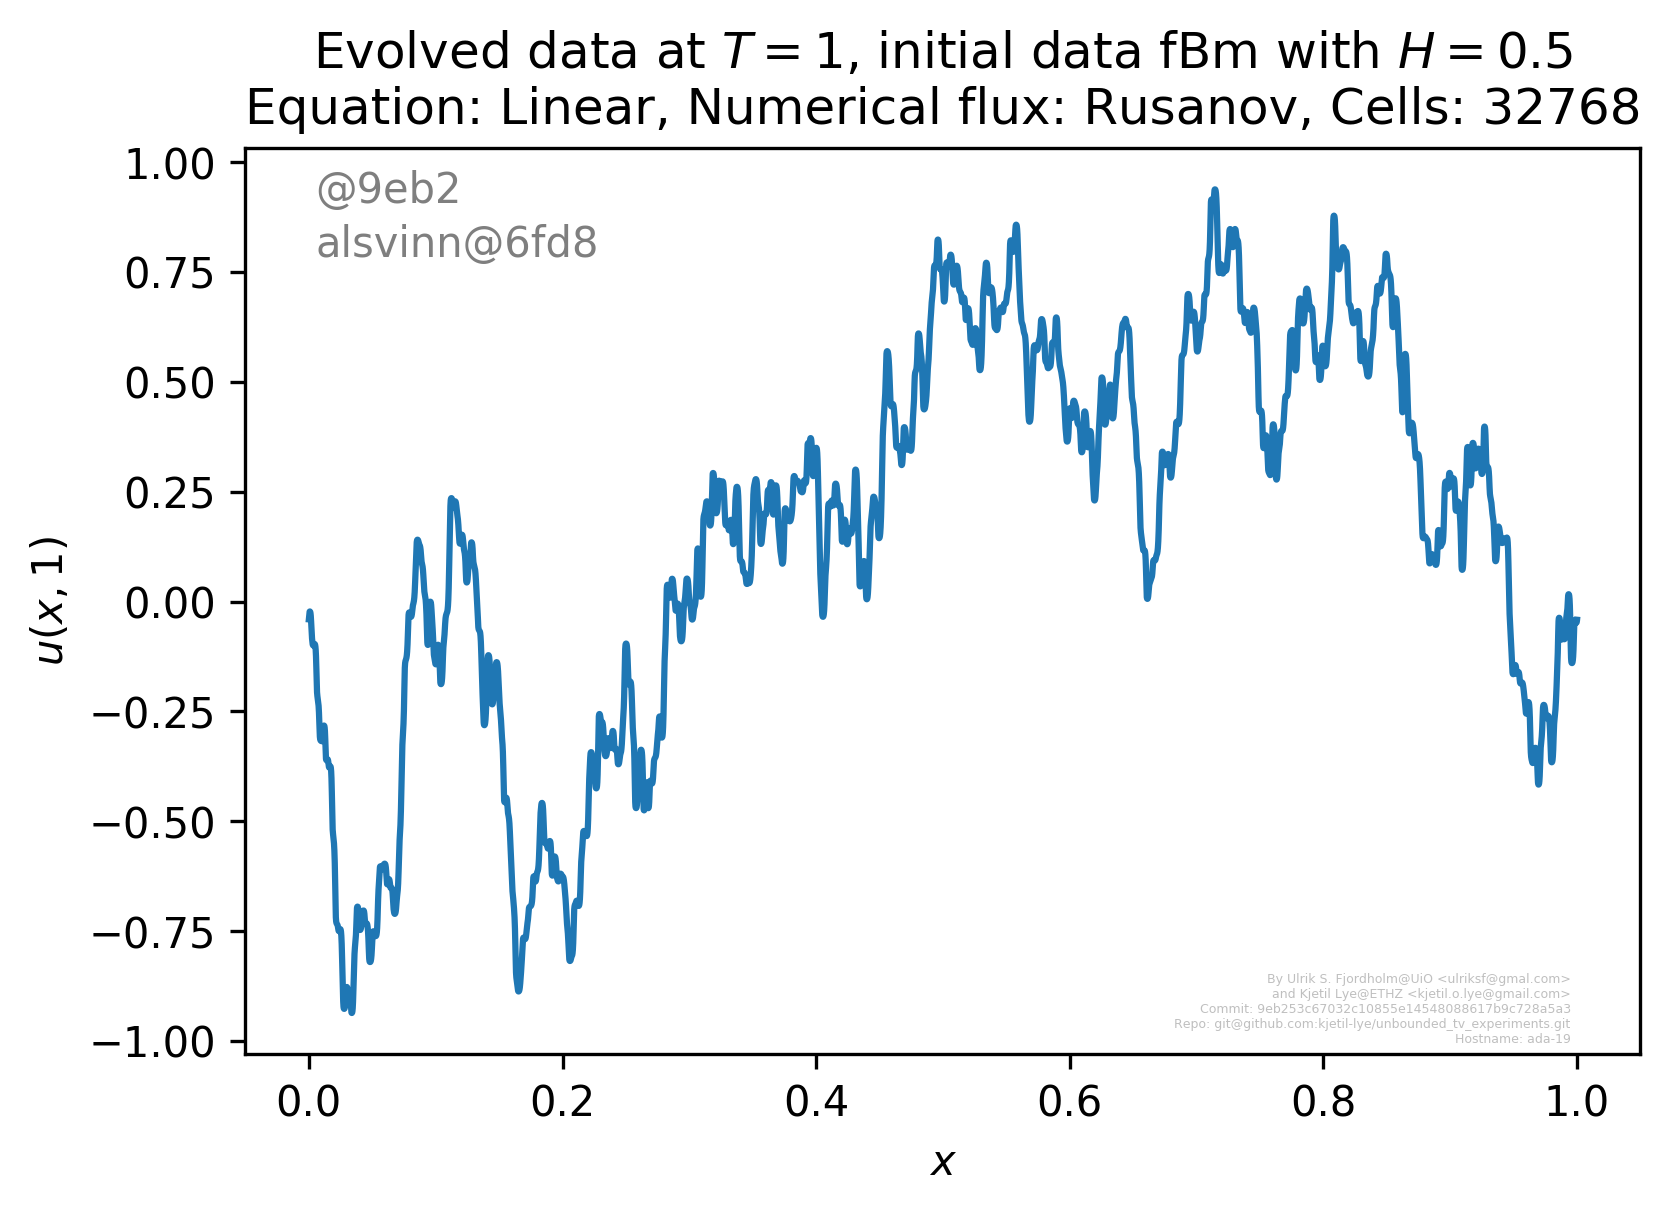 Evolved data at T = 1, initial data fBm with H = 0.5
Equation: Linear, Numerical flux: Rusanov, Cells: 32768
@9eb2
alsvinn@6fd8
1.00
0.75
0.50
0.25
0.00
−0.25
−0.50
−0.75
−1.00
u(x, 1)
By Ulrik S. Fjordholm@UiO <ulriksf@gmal.com>
and Kjetil Lye@ETHZ <kjetil.o.lye@gmail.com>
Commit: 9eb253c67032c10855e14548088617b9c728a5a3
Repo: git@github.com:kjetil-lye/unbounded_tv_experiments.git
Hostname: ada-19
0.0 0.2 0.4 0.6 0.8 1.0
x